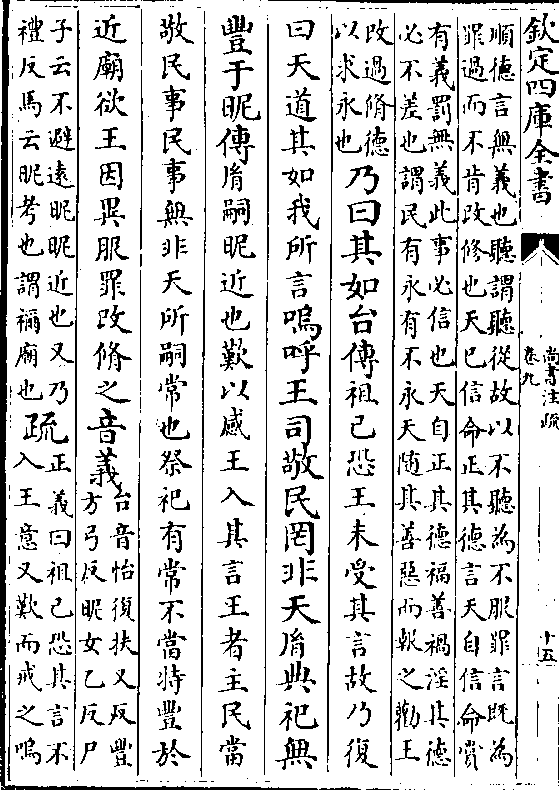 欽定四庫全書
尚書注疏
卷九
十五
順德言無義也聽謂聽從故以不聽為不服罪言既為
罪過而不肯改修也天已信命正其德言天自信命賞
有義罰無義此事必信也天自正其德福善禍淫其德
必不差也謂民有永有不永天隨其善惡而報之勸王
改過脩德
以求永也
乃曰其如台傳祖己恐王未受其言故乃復
曰天道其如我所言嗚呼王司敬民罔非天胤典祀無
豐于昵傳胤嗣昵近也歎以感王入其言王者主民當
敬民事民事無非天所嗣常也祭祀有常不當特豐於
近廟欲王因異服罪改脩之音義
台音怡復扶又反豐
方弓反昵女乙反尸
子云不避遠昵昵近也又乃
禮反馬云昵考也謂禰廟也
疏
正義曰祖己恐其言不
入王意又歎而戒之嗚